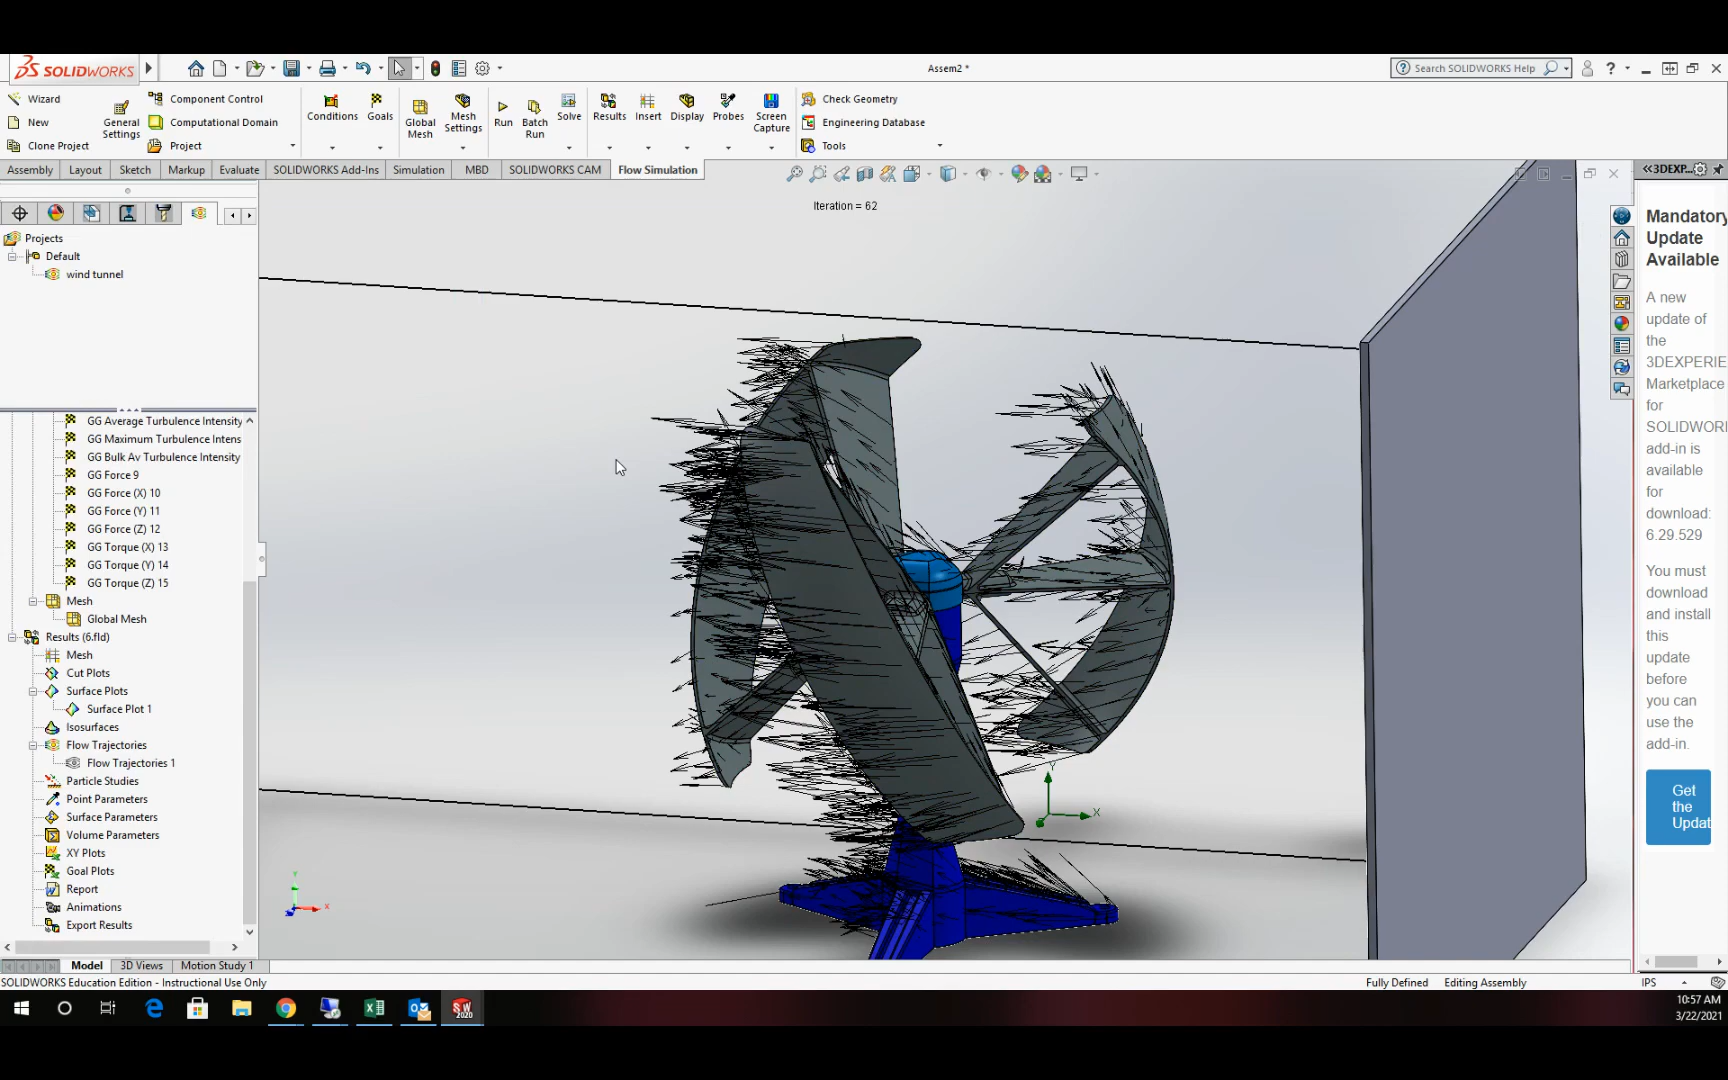 SOLIDWORKS
Assem2 *
Search SOLIDWORKS Help
?
Wizard
New
Clone Project
General
Settings
Component Control
Computational Domain
Project
Conditions
Goals
Global
Mesh
Mesh
Settings
Run
Batch
Run
Solve
Results
Insert
Display
Probes
Screen
Capture
Check Geometry
Engineering Database
Tools
Assembly
Layout
Sketch
Markup
Evaluate
SOLIDWORKS Add-Ins
Simulation
MBD
SOLIDWORKS CAM
Flow Simulation
Iteration = 62
Projects
Default
wind tunnel
GG Average Turbulence Intensity
GG Maximum Turbulence Intens
GG Bulk Av Turbulence Intensity
GG Force 9
GG Force (X) 10
GG Force (Y) 11
GG Force (Z) 12
GG Torque (X) 13
GG Torque (Y) 14
GG Torque (Z) 15
Mesh
Global Mesh
Results (6.fld)
Mesh
Cut Plots
Surface Plots
Surface Plot 1
Isosurfaces
Flow Trajectories
Flow Trajectories 1
Particle Studies
Point Parameters
Surface Parameters
Volume Parameters
XY Plots
Goal Plots
Report
Animations
Export Results
Y
X
Y
X
Z
3DEXP...
Mandatory
Update
Available
A new
update of
the
3DEXPERIE
Marketplace
for
SOLIDWORK
add-in is
available
for
download:
6.29.529
You must
download
and install
this
update
before
you can
use the
add-in.
Get
the
Updat
Model
3D Views
Motion Study 1
SOLIDWORKS Education Edition - Instructional Use Only
Fully Defined
Editing Assembly
IPS
SW
2020
10:57 AM
3/22/2021